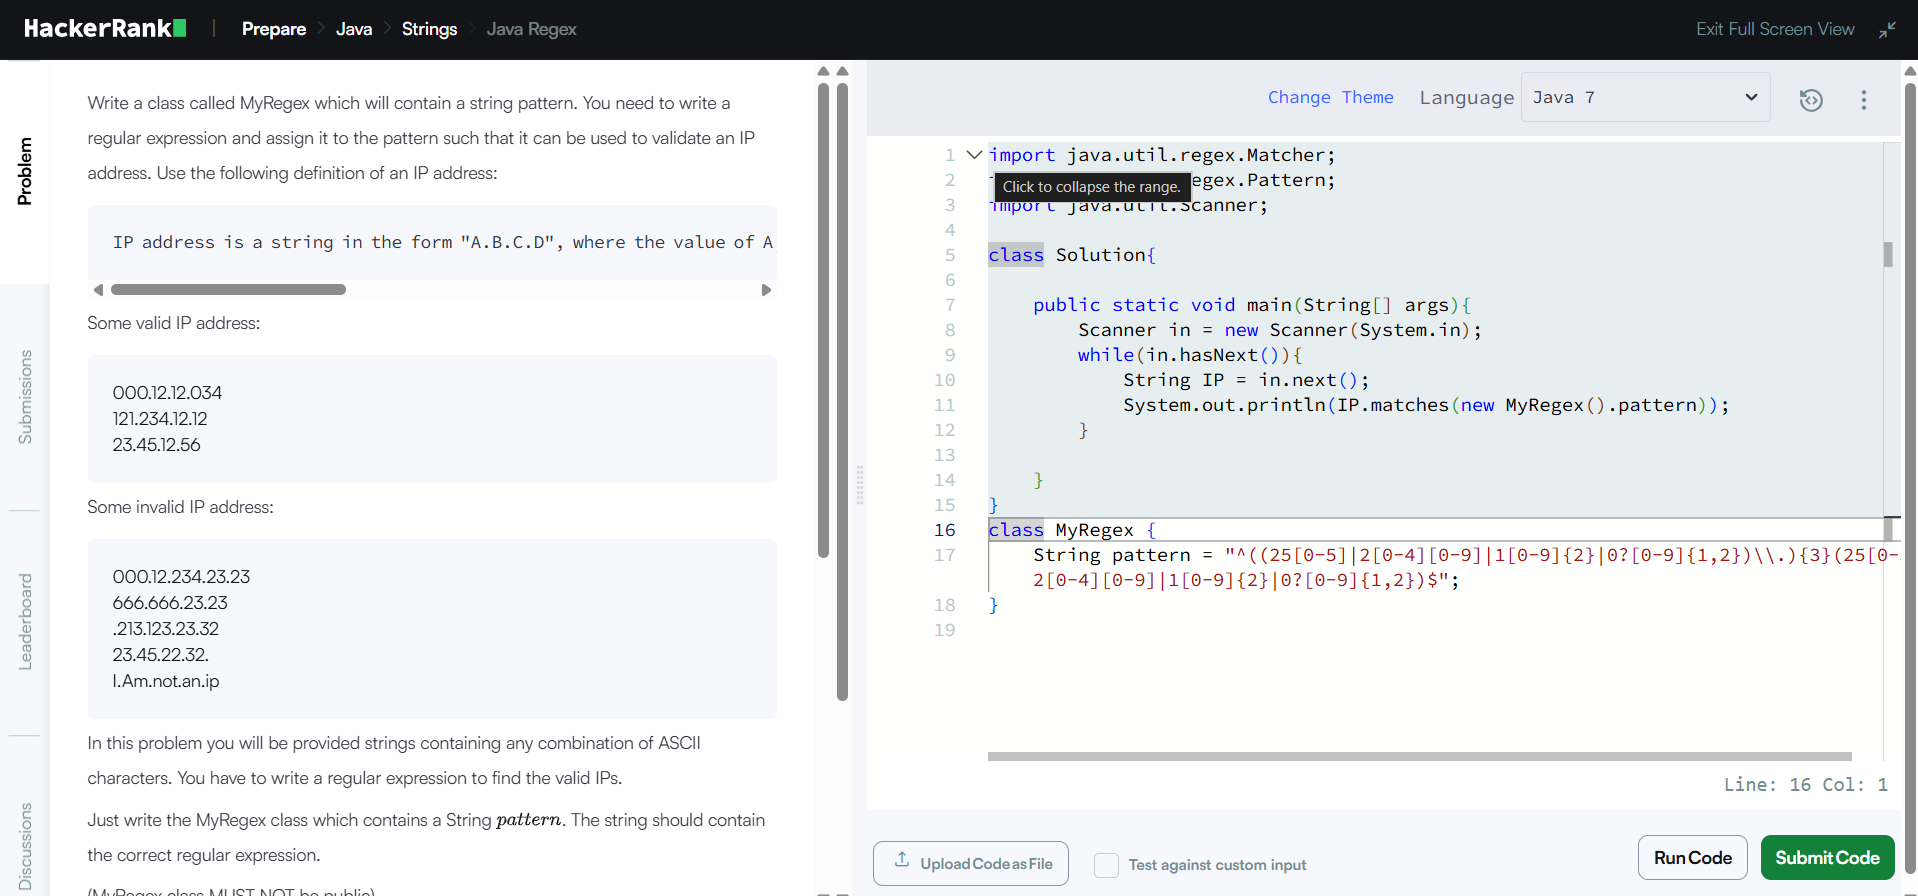 HackerRank
Prepare
Java
Strings
Java Regex
Exit Full Screen View
Problem
Submissions
Leaderboard
Discussions
Write a class called MyRegex which will contain a string pattern. You need to write a
regular expression and assign it to the pattern such that it can be used to validate an IP
address. Use the following definition of an IP address:
IP address is a string in the form "A.B.C.D", where the value of A
Some valid IP address:
000.12.12.034
121.234.12.12
23.45.12.56
Some invalid IP address:
000.12.234.23.23
666.666.23.23
.213.123.23.32
23.45.22.32.
I.Am.not.an.ip
In this problem you will be provided strings containing any combination of ASCII
characters. You have to write a regular expression to find the valid IPs.
Just write the MyRegex class which contains a String pattern. The string should contain
the correct regular expression.
(MyRegex class MUST NOT be public)
Change Theme
Language
Java 7
1 import java.util.regex.Matcher;
2 egex.Pattern;
Click to collapse the range.
3 import java.util.Scanner;
4
5 class Solution{
6
7 public static void main(String[] args){
8 Scanner in = new Scanner(System.in);
9 while(in.hasNext()){
10 String IP = in.next();
11 System.out.println(IP.matches(new MyRegex().pattern));
12 }
13
14 }
15 }
16 class MyRegex {
17 String pattern = "^((25[0-5]|2[0-4][0-9]|1[0-9]{2}|0?[0-9]{1,2})\\.){3}(25[0-
2[0-4][0-9]|1[0-9]{2}|0?[0-9]{1,2})$";
18 }
19
Line: 16 Col: 1
Upload Code as File
Test against custom input
Run Code
Submit Code